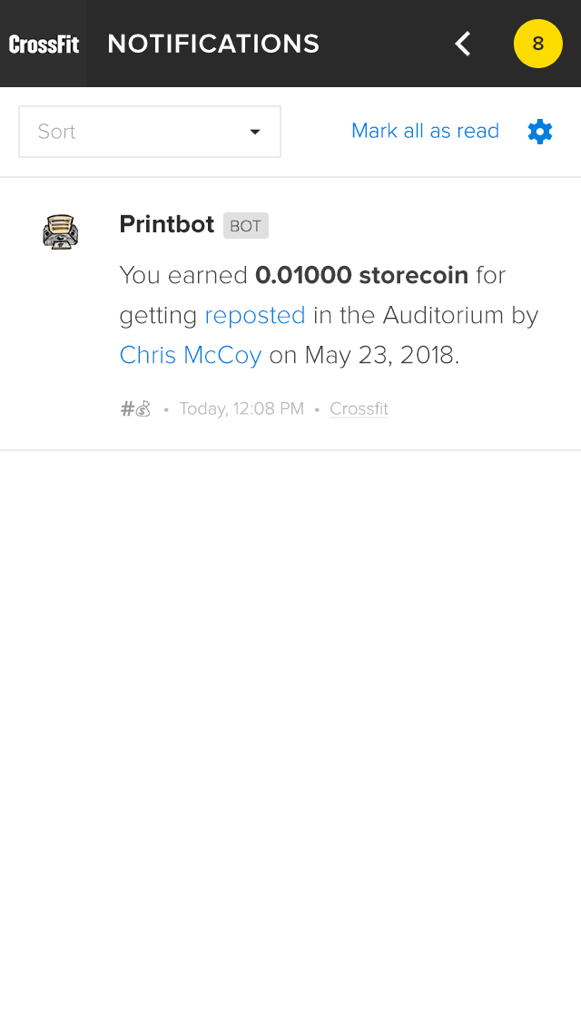 CrossFit NOTIFICATIONS 8
Sort Mark all as read
Printbot BOT
You earned 0.01000 storecoin for
getting reposted in the Auditorium by
Chris McCoy on May 23, 2018.
#💰 • Today, 12:08 PM • Crossfit